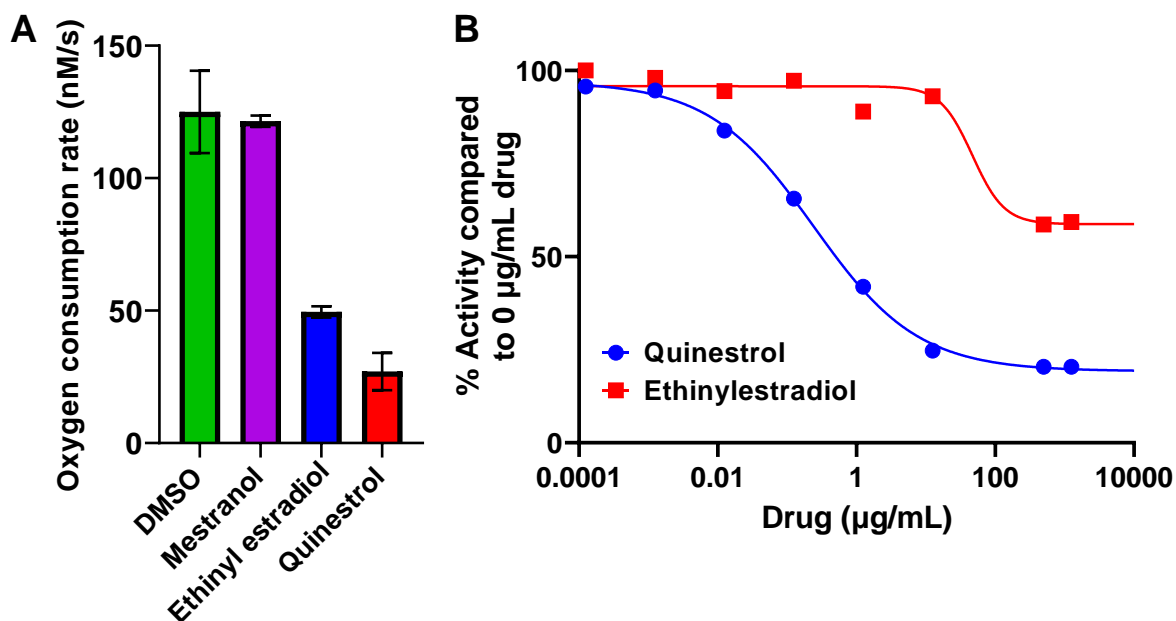 A
Oxygen consumption rate (nM/s)
150
100
50
0
DMSO
Mestranol
Ethinyl estradiol
Quinestrol
B
% Activity compared
to 0 µg/mL drug
100
50
0
Quinestrol
Ethinylestradiol
0.0001
0.01
1
100
10000
Drug (µg/mL)